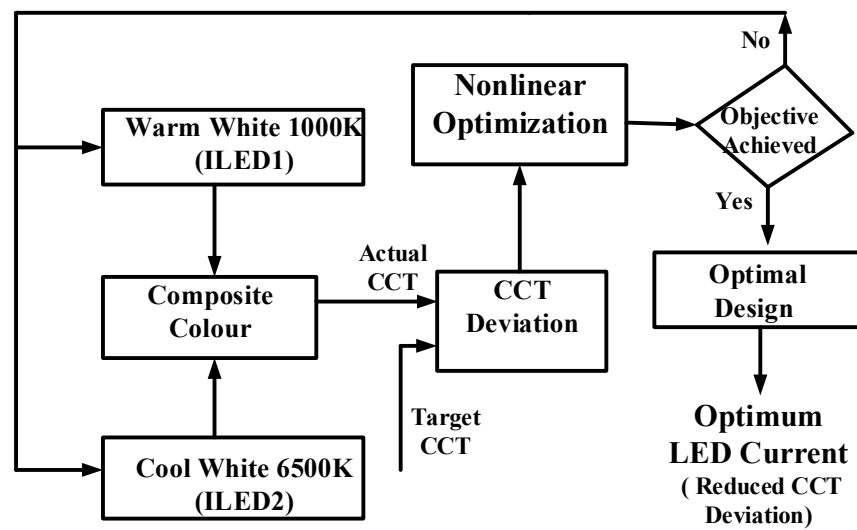 No
Nonlinear
Optimization
Objective
Achieved
Warm White 1000K
(ILED1)
Yes
Actual
CCT
Composite
Colour
CCT
Deviation
Optimal
Design
Target
CCT
Cool White 6500K
(ILED2)
Optimum
LED Current
( Reduced CCT
Deviation)